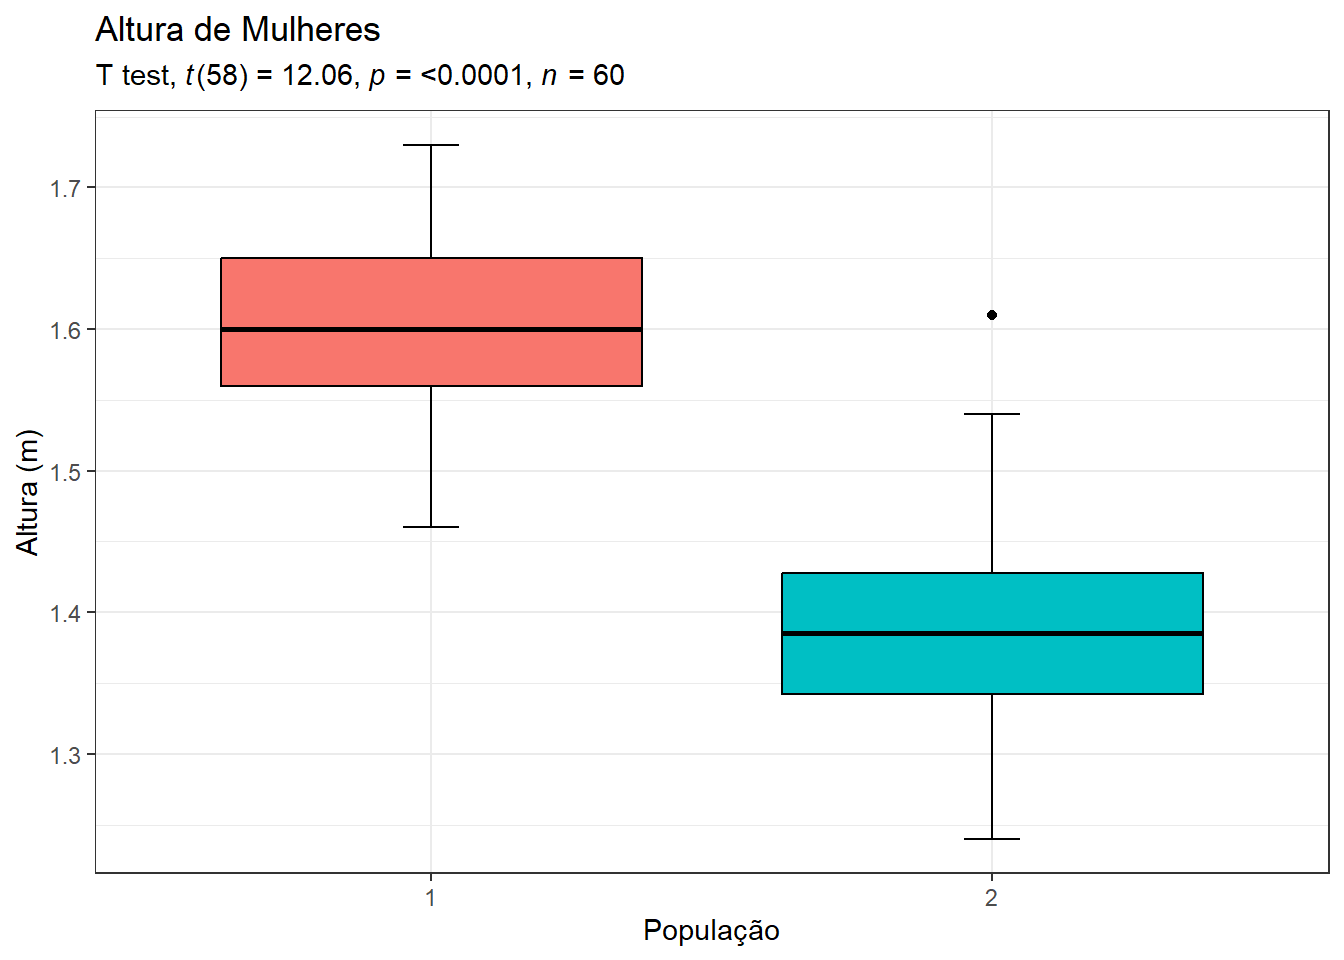 Altura de Mulheres
T test, t(58) = 12.06, p = <0.0001, n = 60
Altura (m)
1.7
1.6
1.5
1.4
1.3
1
2
População